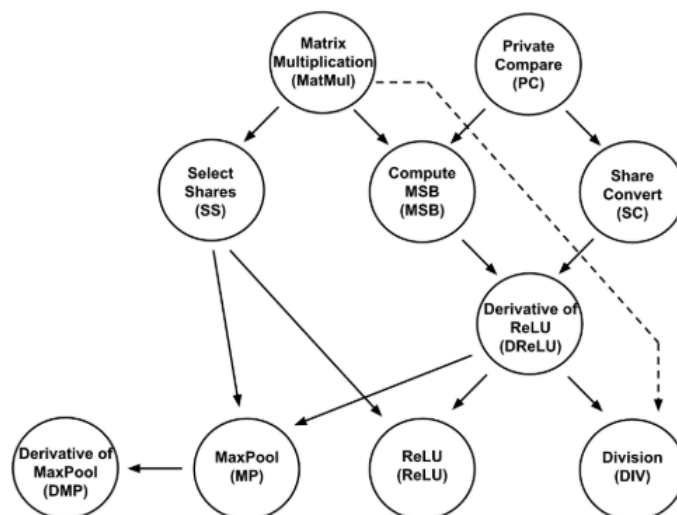 Matrix
Multiplication
(MatMul)
Private
Compare
(PC)
Select
Shares
(SS)
Compute
MSB
(MSB)
Share
Convert
(SC)
Derivative of
ReLU
(DReLU)
Derivative of
MaxPool
(DMP)
MaxPool
(MP)
ReLU
(ReLU)
Division
(DIV)